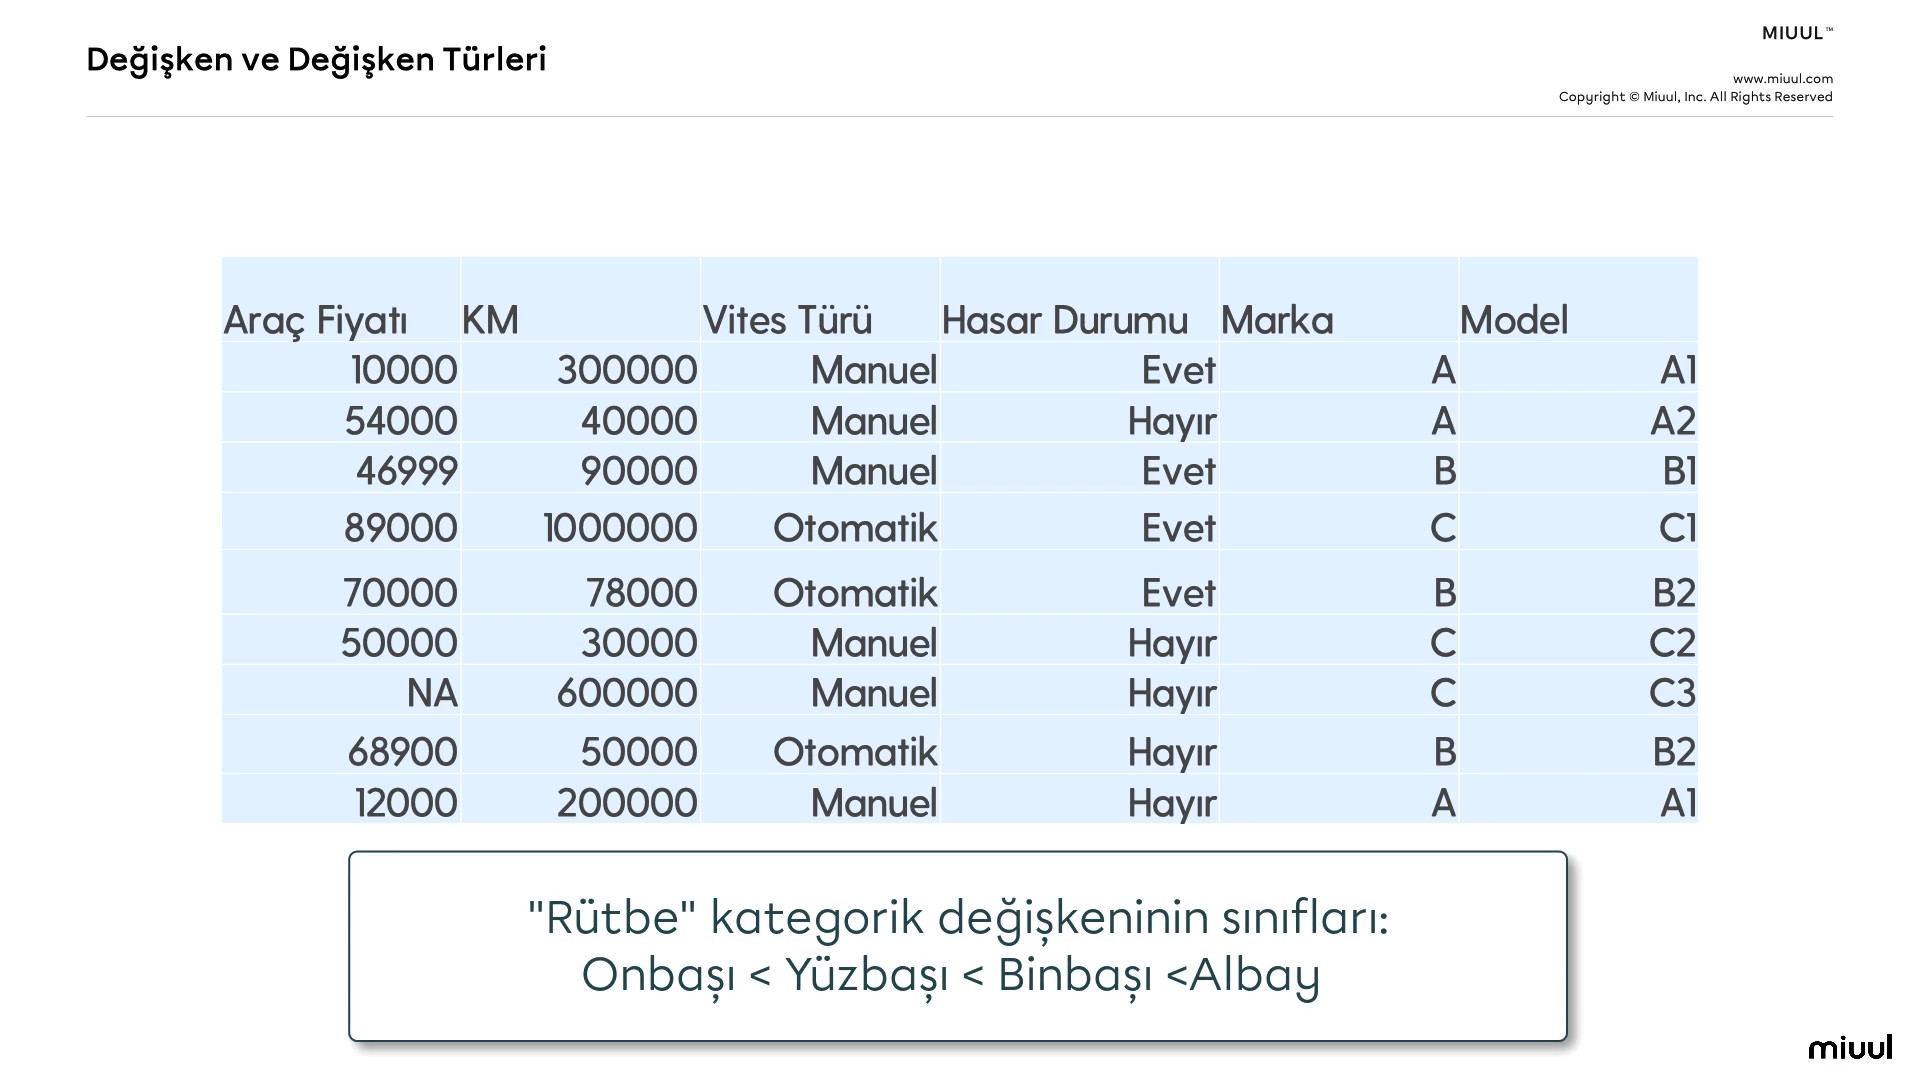 Değişken ve Değişken Türleri
MIUUL™
www.miuul.com
Copyright © Miuul, Inc. All Rights Reserved
Araç Fiyatı KM Vites Türü Hasar Durumu Marka Model
10000 300000 Manuel Evet A A1
54000 40000 Manuel Hayır A A2
46999 90000 Manuel Evet B B1
89000 1000000 Otomatik Evet C C1
70000 78000 Otomatik Evet B B2
50000 30000 Manuel Hayır C C2
NA 600000 Manuel Hayır C C3
68900 50000 Otomatik Hayır B B2
12000 200000 Manuel Hayır A A1
"Rütbe" kategorik değişkeninin sınıfları:
Onbaşı < Yüzbaşı < Binbaşı <Albay
miuul